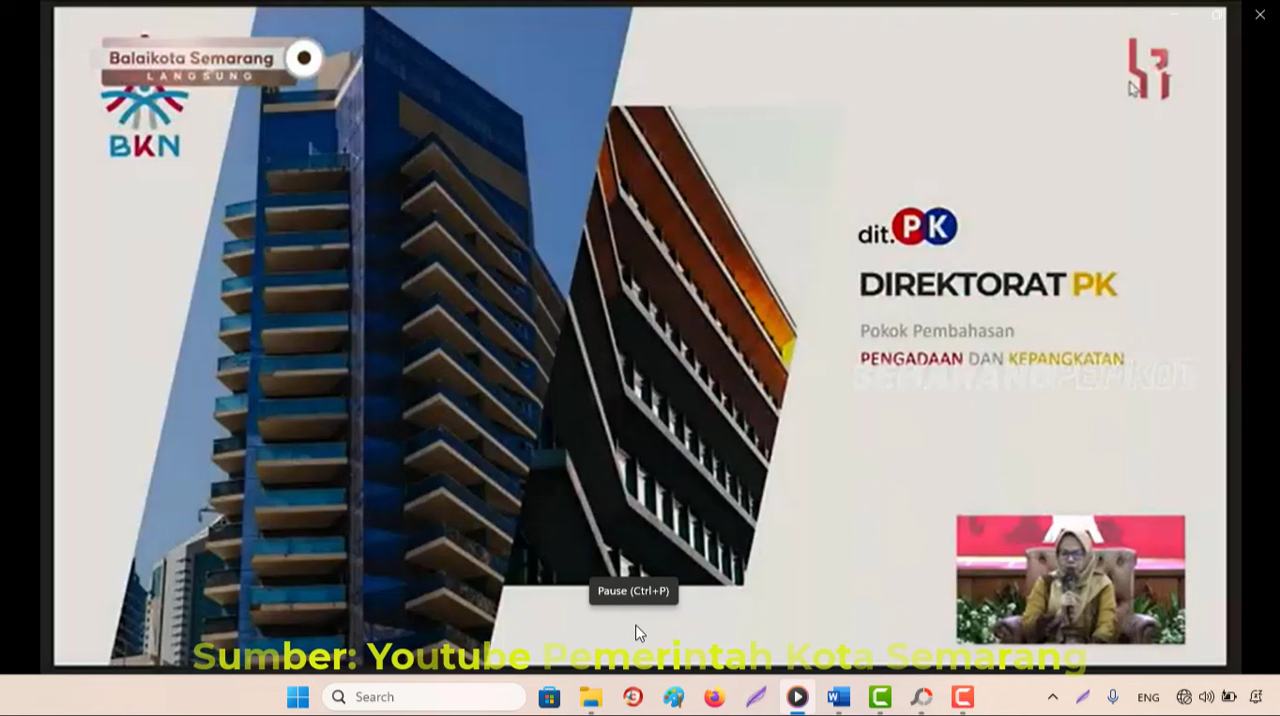 Balaikota Semarang
LANGSUNG
BKN
dit.PK
DIREKTORAT PK
Pokok Pembahasan
PENGADAAN DAN KEPANGKATAN
SEMARANGPEMKOT
Pause (Ctrl+P)
Sumber: Youtube Pemerintah Kota Semarang
Search
ENG